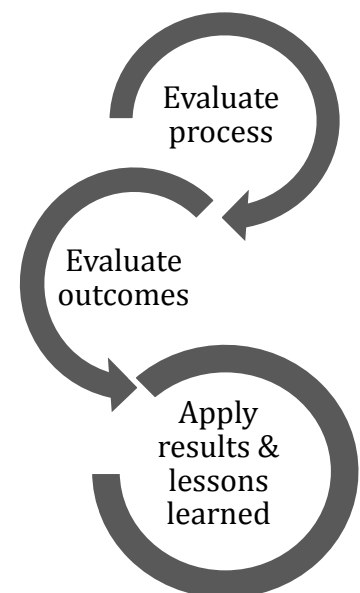 Evaluate
process
Evaluate
outcomes
Apply
results &
lessons
learned